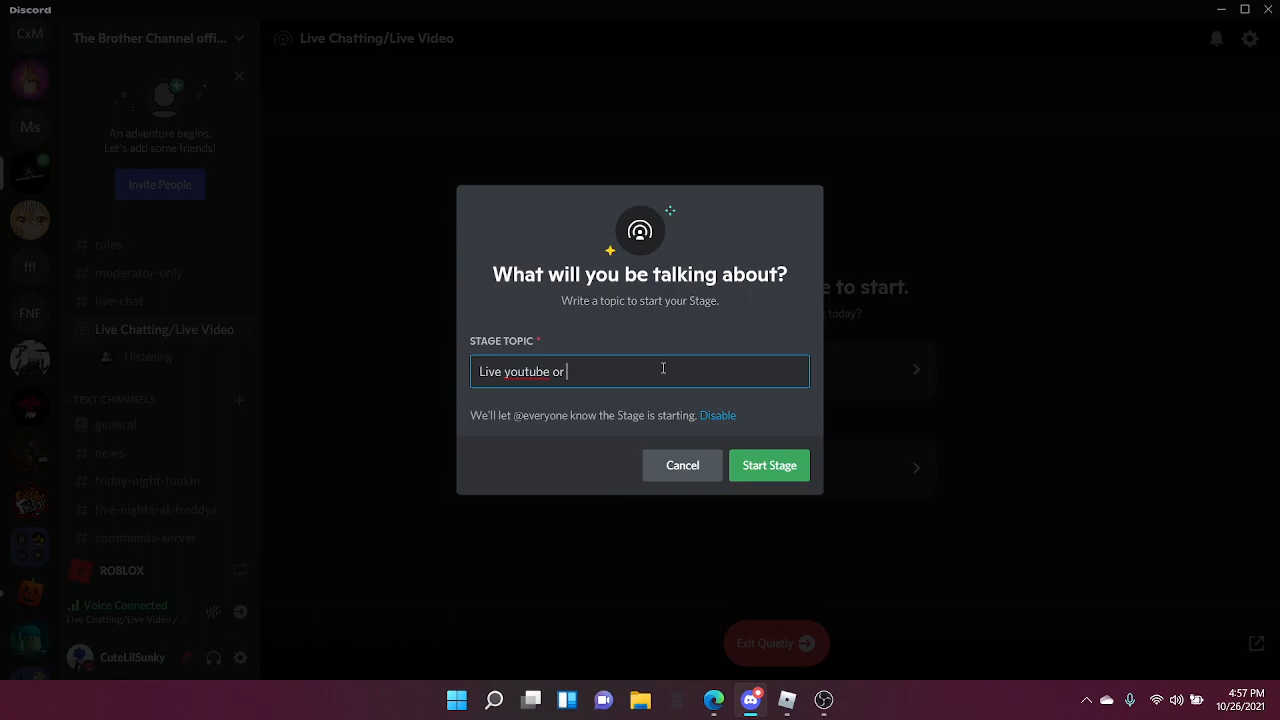 Discord
CxM
The Brother Channel offi...
Live Chatting/Live Video
Ms
An adventure begins.
Let's add some friends!
Invite People
rules
moderator-only
ffl
live-chat
FNF
Live Chatting/Live Video
1 listening
TEXT CHANNELS
general
news
friday-night-funkin
five-nights-at-freddys
commands-server
ROBLOX
Voice Connected
Live Chatting/Live Video / ...
CuteLilSunky
What will you be talking about?
Write a topic to start your Stage.
STAGE TOPIC *
Live youtube or
We'll let @everyone know the Stage is starting. Disable
Cancel
Start Stage
e to start.
t today?
Exit Quietly
4:57 PM
10/26/2021